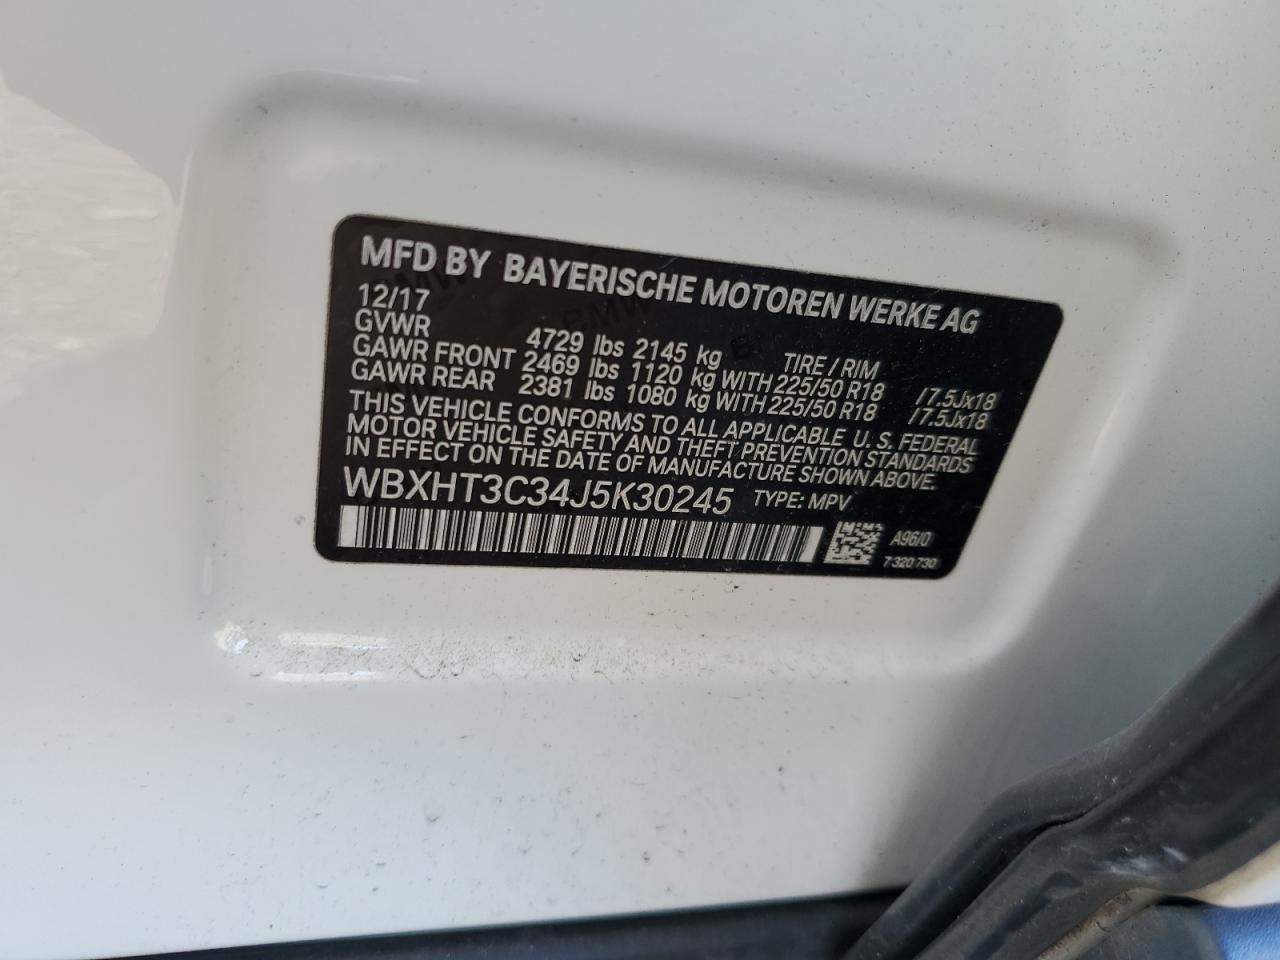 MFD BY BAYERISCHE MOTOREN WERKE AG
12/17
GVWR 4729 lbs 2145 kg TIRE / RIM
GAWR FRONT 2469 lbs 1120 kg WITH 225/50 R18 /7.5Jx18
GAWR REAR 2381 lbs 1080 kg WITH 225/50 R18 /7.5Jx18
THIS VEHICLE CONFORMS TO ALL APPLICABLE U. S. FEDERAL
MOTOR VEHICLE SAFETY AND THEFT PREVENTION STANDARDS
IN EFFECT ON THE DATE OF MANUFACTURE SHOWN ABOVE.
WBXHT3C34J5K30245 TYPE: MPV
A96/0
7 320 730